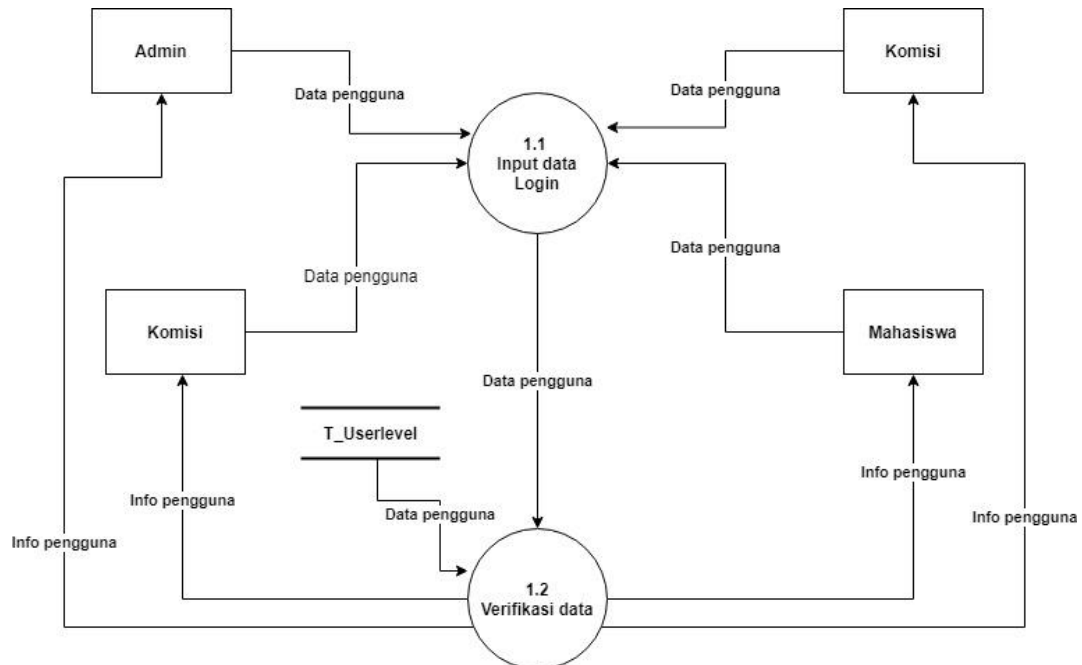 Admin
Komisi
Data pengguna
Data pengguna
1.1
Input data
Login
Data pengguna
Data pengguna
Komisi
Mahasiswa
Data pengguna
T_Userlevel
Info pengguna
Info pengguna
Data pengguna
Info pengguna
Info pengguna
1.2
Verifikasi data